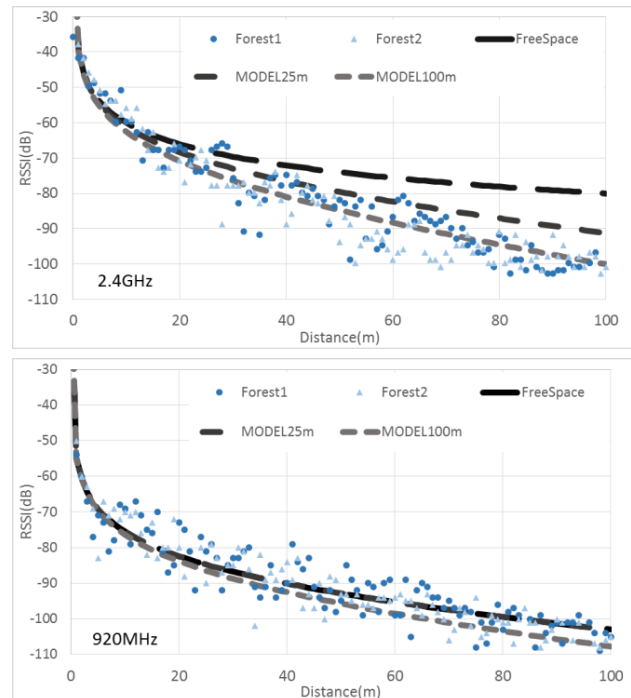 -30
-40
-50
-60
-70
-80
-90
-100
-110
RSSI(dB)
Forest1 Forest2 FreeSpace
MODEL25m MODEL100m
2.4GHz
0 20 40 60 80 100
Distance(m)
-30
-40
-50
-60
-70
-80
-90
-100
-110
RSSI(dB)
Forest1 Forest2 FreeSpace
MODEL25m MODEL100m
920MHz
0 20 40 60 80 100
Distance(m)